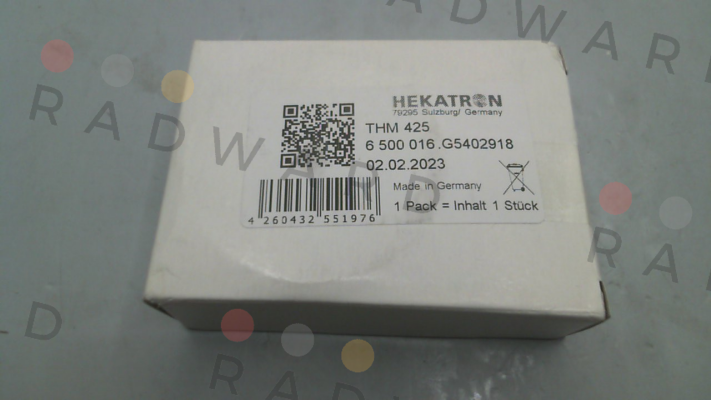 RADWARD
HEKATRON
79295 Sulzburg/ Germany
THM 425
6 500 016.G5402918
02.02.2023
Made in Germany
1 Pack = Inhalt 1 Stück
4 260432 551976